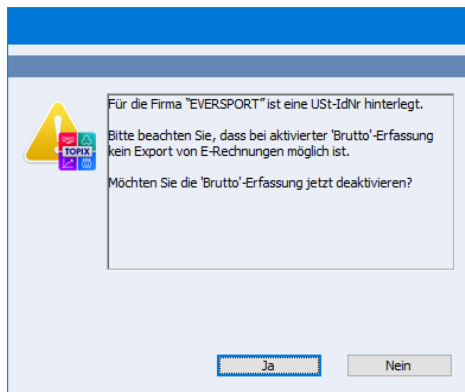 Für die Firma "EVERSPORT" ist eine USt-IdNr hinterlegt.
Bitte beachten Sie, dass bei aktivierter 'Brutto'-Erfassung
kein Export von E-Rechnungen möglich ist.
TOPIX
Möchten Sie die 'Brutto'-Erfassung jetzt deaktivieren?
Ja
Nein